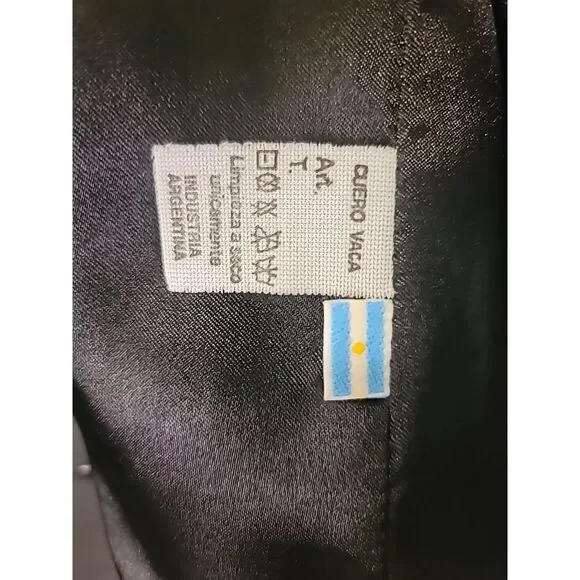 CUERO VACA
Art.
T.
Limpieza a seco
unicamente
INDUSTRIA
ARGENTINA